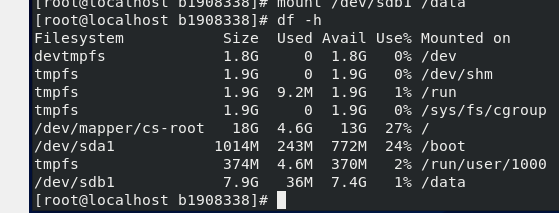 [root@localhost b1908338]# mount /dev/sdb1 /data
[root@localhost b1908338]# df -h
Filesystem Size Used Avail Use% Mounted on
devtmpfs 1.8G 0 1.8G 0% /dev
tmpfs 1.9G 0 1.9G 0% /dev/shm
tmpfs 1.9G 9.2M 1.9G 1% /run
tmpfs 1.9G 0 1.9G 0% /sys/fs/cgroup
/dev/mapper/cs-root 18G 4.6G 13G 27% /
/dev/sda1 1014M 243M 772M 24% /boot
tmpfs 374M 4.6M 370M 2% /run/user/1000
/dev/sdb1 7.9G 36M 7.4G 1% /data
[root@localhost b1908338]#